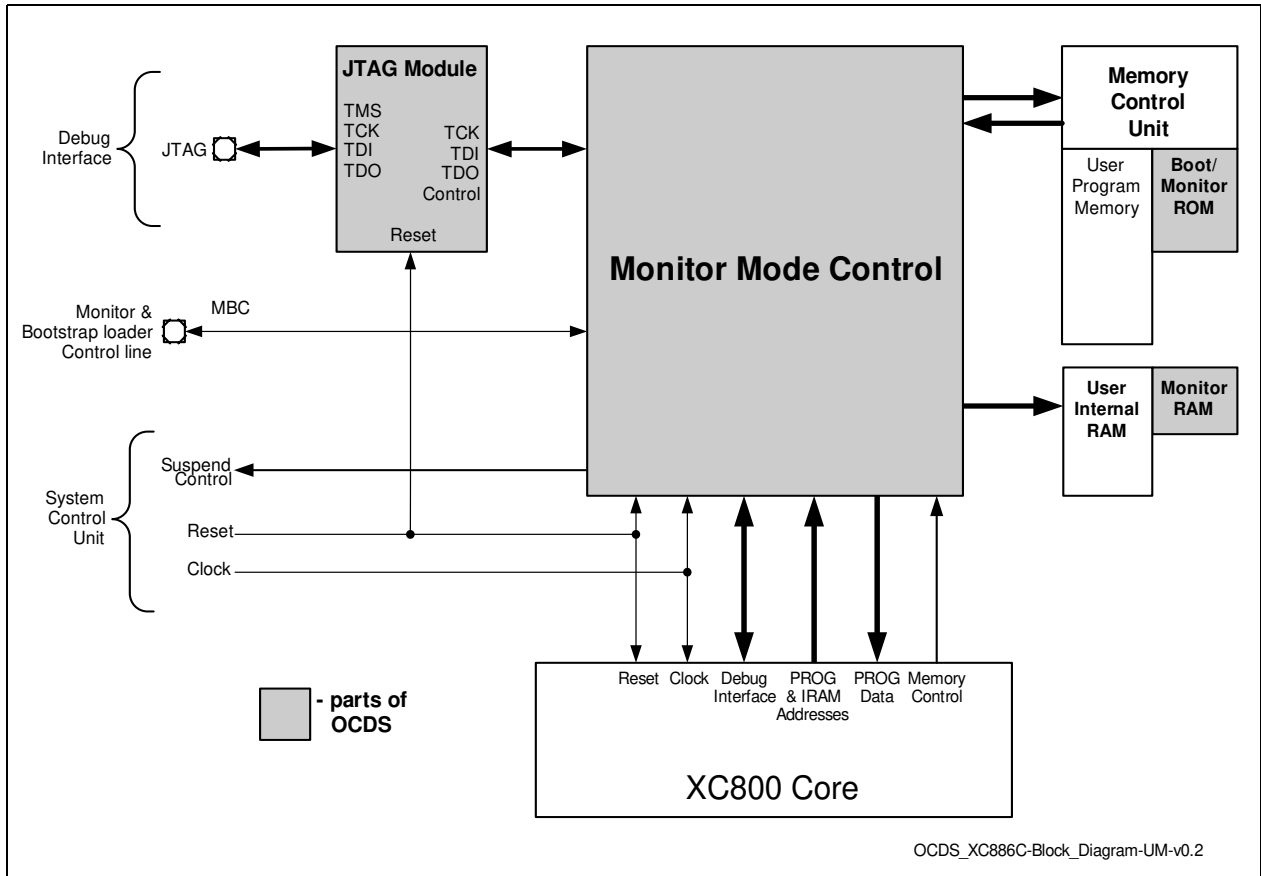 JTAG Module
TMS
TCK
TDI
TDO
TCK
TDI
TDO
Control
Reset
Debug
Interface
JTAG
Monitor Mode Control
Memory
Control
Unit
User
Program
Memory
Boot/
Monitor
ROM
MBC
Monitor &
Bootstrap loader
Control line
User
Internal
RAM
Monitor
RAM
System
Control
Unit
Suspend
Control
Reset
Clock
Reset
Clock
Debug
Interface
PROG
& IRAM
Addresses
PROG
Data
Memory
Control
- parts of
OCDS
XC800 Core
OCDS_XC886C-Block_Diagram-UM-v0.2